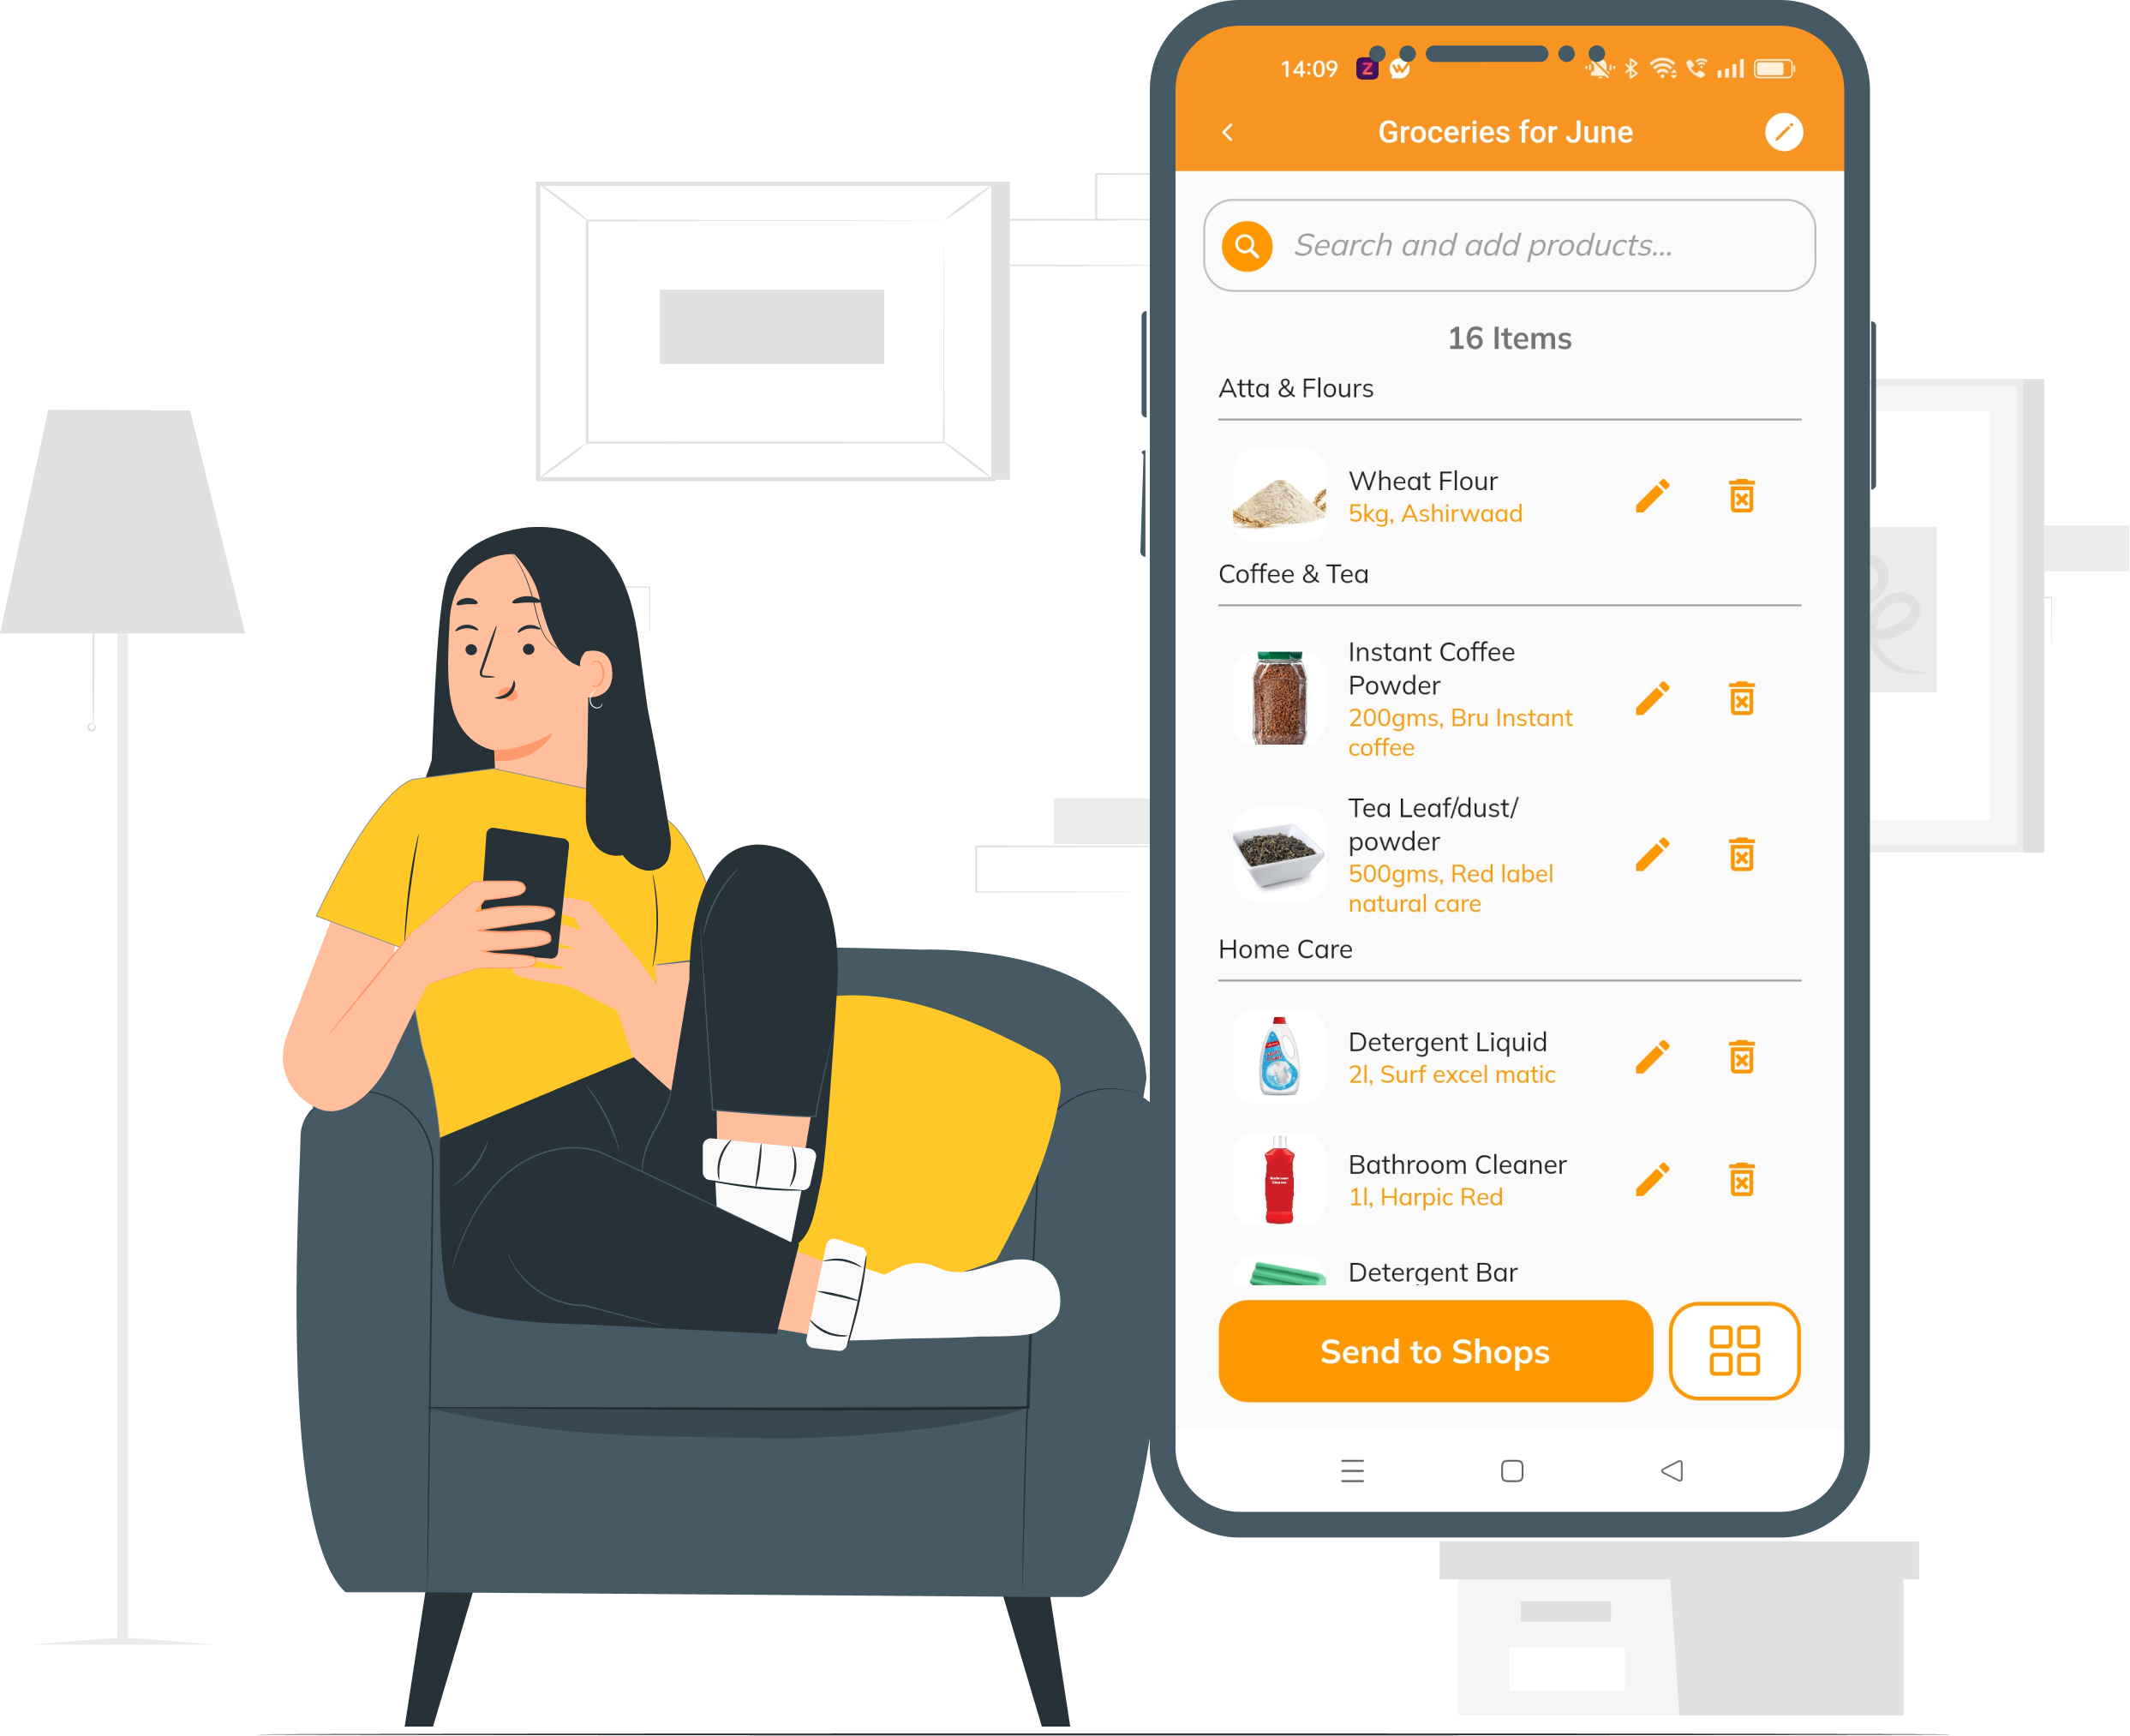 14:09
Groceries for June
Search and add products...
16 Items
Atta & Flours
Wheat Flour
5kg, Ashirwaad
Coffee & Tea
Instant Coffee
Powder
200gms, Bru Instant
coffee
Tea Leaf/dust/
powder
500gms, Red label
natural care
Home Care
Detergent Liquid
2l, Surf excel matic
Bathroom Cleaner
1l, Harpic Red
Detergent Bar
Send to Shops